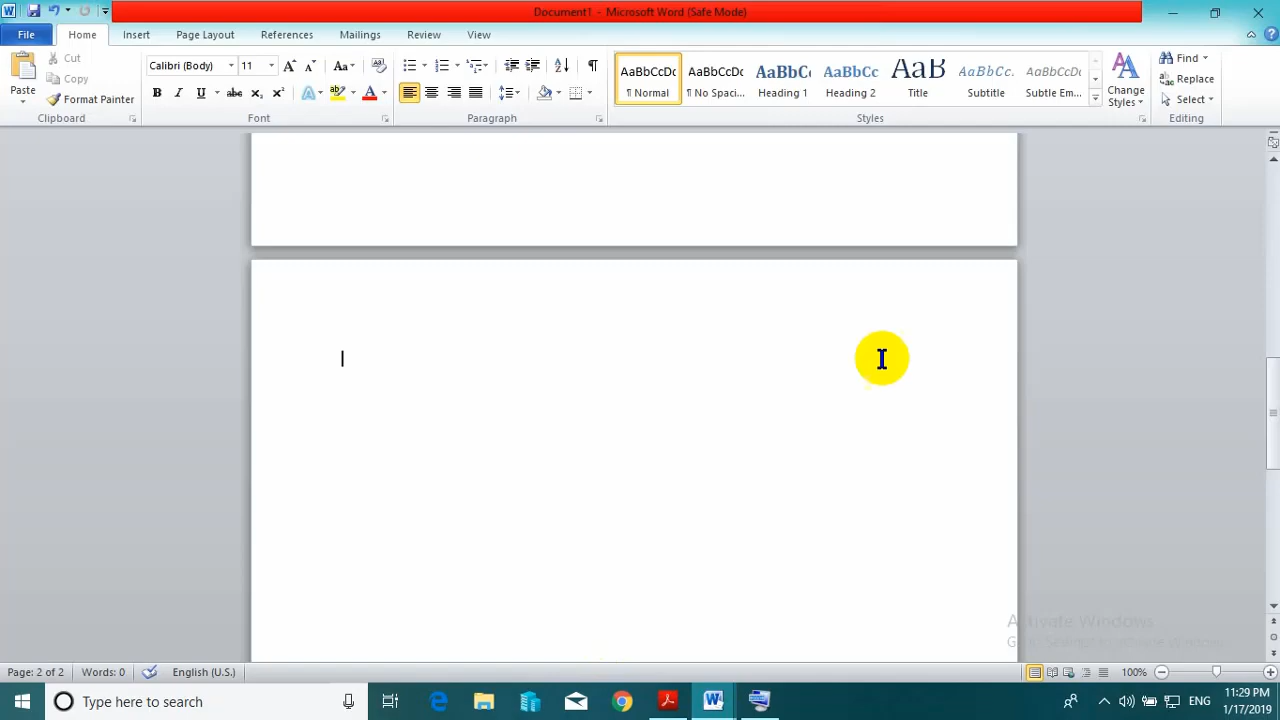 Document1 - Microsoft Word (Safe Mode)
File Home Insert Page Layout References Mailings Review View
Paste
Cut
Copy
Format Painter
Clipboard
Calibri (Body) 11
Font
Paragraph
AaBbCcDc AaBbCcDc AaBbC AaBbCc AaB AaBbCc. AaBbCcDc
¶ Normal ¶ No Spaci... Heading 1 Heading 2 Title Subtitle Subtle Em...
Change
Styles
Styles
Find
Replace
Select
Editing
Activate Windows
Page: 2 of 2 Words: 0 English (U.S.) 100%
Type here to search
ENG
11:29 PM
1/17/2019